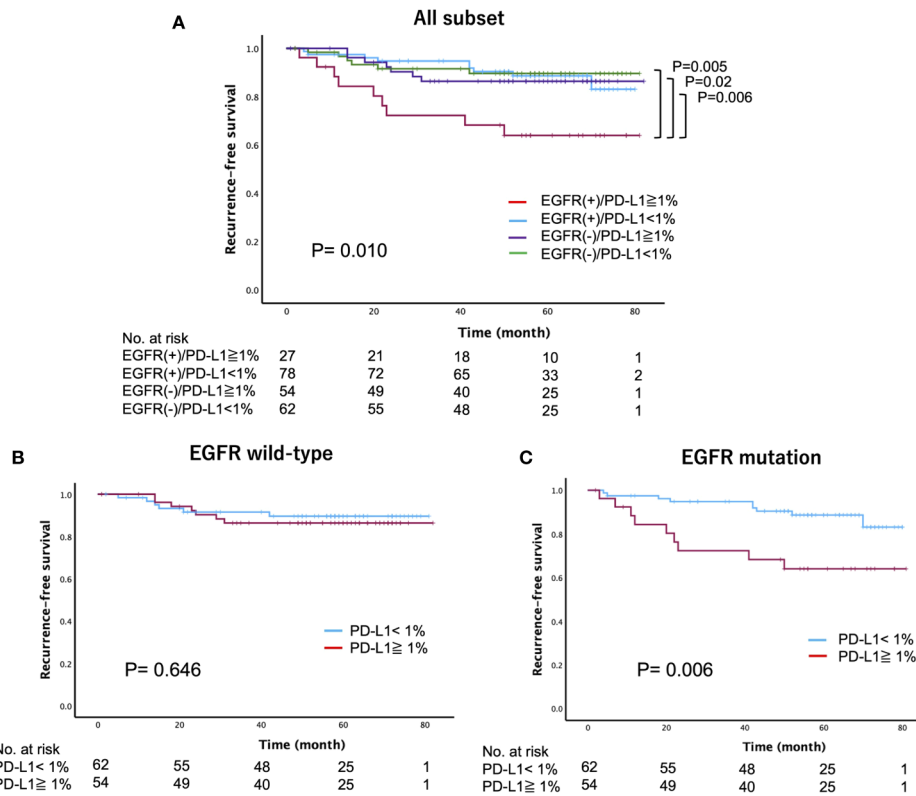 A
All subset
Recurrence-free survival
1.0
0.8
0.6
0.4
0.2
0.0
P=0.005
P=0.02
P=0.006
EGFR(+)/PD-L1≧1%
EGFR(+)/PD-L1<1%
EGFR(-)/PD-L1≧1%
EGFR(-)/PD-L1<1%
P= 0.010
0 20 40 60 80
Time (month)
No. at risk
EGFR(+)/PD-L1≧1% 27 21 18 10 1
EGFR(+)/PD-L1<1% 78 72 65 33 2
EGFR(-)/PD-L1≧1% 54 49 40 25 1
EGFR(-)/PD-L1<1% 62 55 48 25 1
B
EGFR wild-type
Recurrence-free survival
1.0
0.8
0.6
0.4
0.2
0.0
PD-L1< 1%
PD-L1≧ 1%
P= 0.646
0 20 40 60 80
Time (month)
No. at risk
PD-L1< 1% 62 55 48 25 1
PD-L1≧ 1% 54 49 40 25 1
C
EGFR mutation
Recurrence-free survival
1.0
0.8
0.6
0.4
0.2
0.0
PD-L1< 1%
PD-L1≧ 1%
P= 0.006
0 20 40 60 80
Time (month)
No. at risk
PD-L1< 1% 62 55 48 25 1
PD-L1≧ 1% 54 49 40 25 1